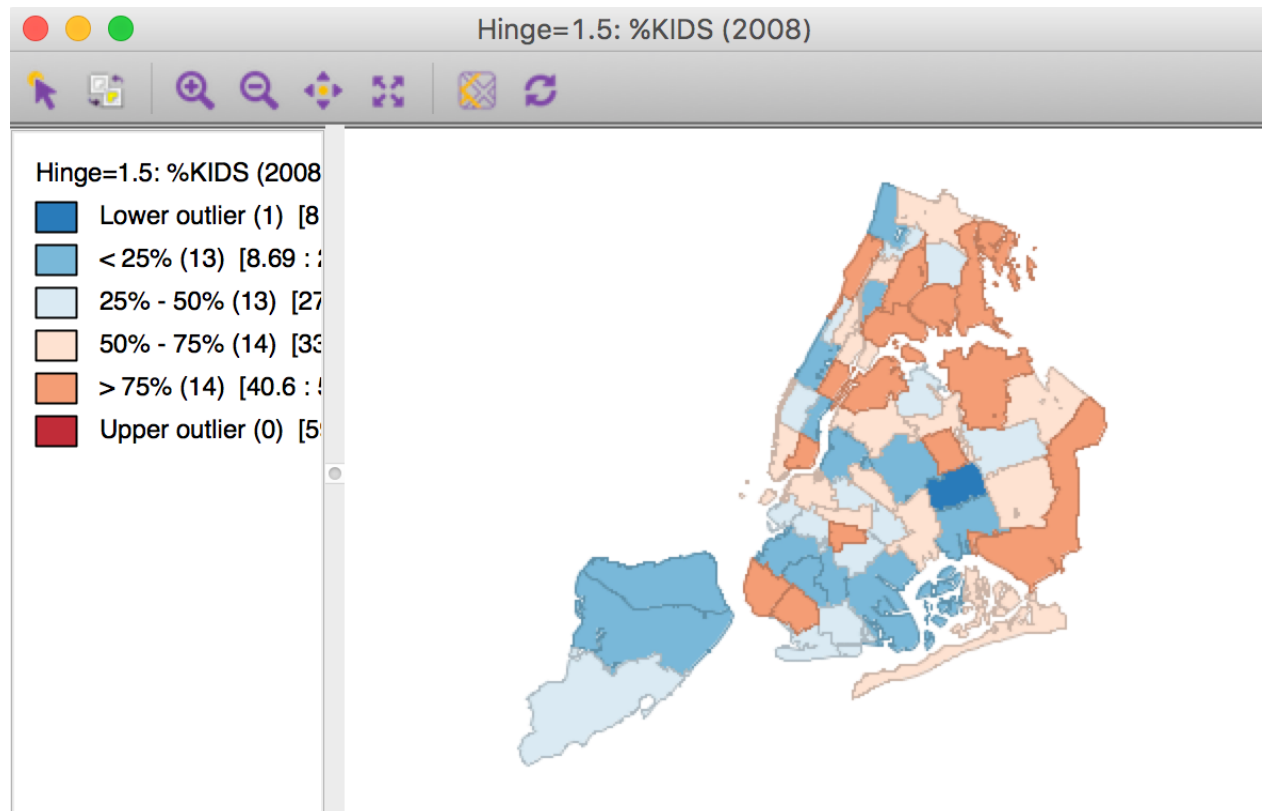 Hinge=1.5: %KIDS (2008)
Hinge=1.5: %KIDS (2008
Lower outlier (1) [8
< 25% (13) [8.69 :
25% - 50% (13) [27
50% - 75% (14) [33
> 75% (14) [40.6 :
Upper outlier (0) [5